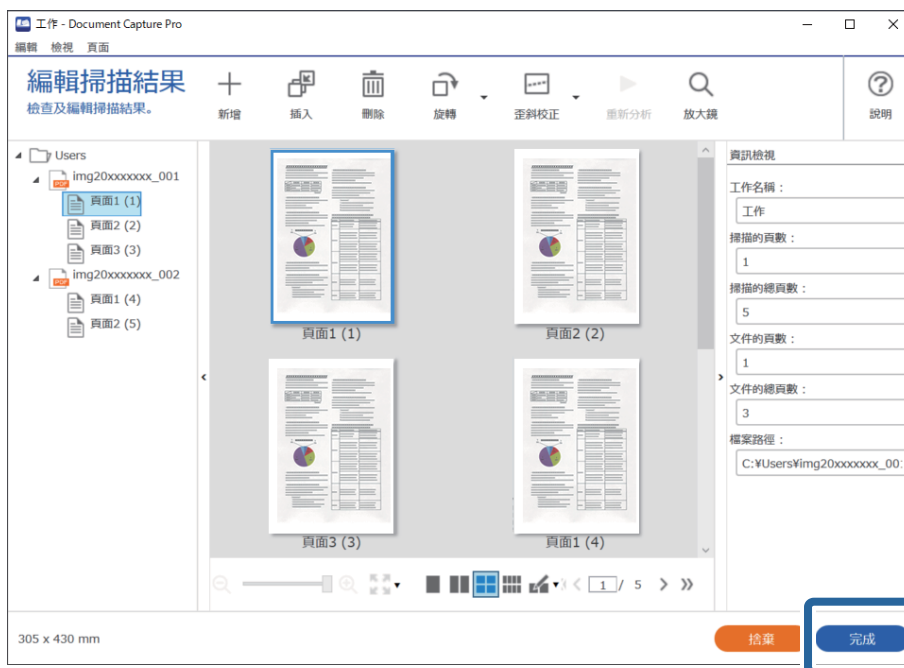 工作 - Document Capture Pro
編輯 檢視 頁面
編輯掃描結果
檢查及編輯掃描結果。
新增 插入 刪除 旋轉 歪斜校正 重新分析 放大鏡 說明
Users
img20xxxxxxx_001
PDF
頁面1 (1)
頁面2 (2)
頁面3 (3)
img20xxxxxxx_002
PDF
頁面1 (4)
頁面2 (5)
頁面1 (1)
頁面2 (2)
頁面3 (3)
頁面1 (4)
1 / 5
資訊檢視
工作名稱：
工作
掃描的頁數：
1
掃描的總頁數：
5
文件的頁數：
1
文件的總頁數：
3
檔案路徑：
C:¥Users¥img20xxxxxxx_00
305 x 430 mm
捨棄
完成